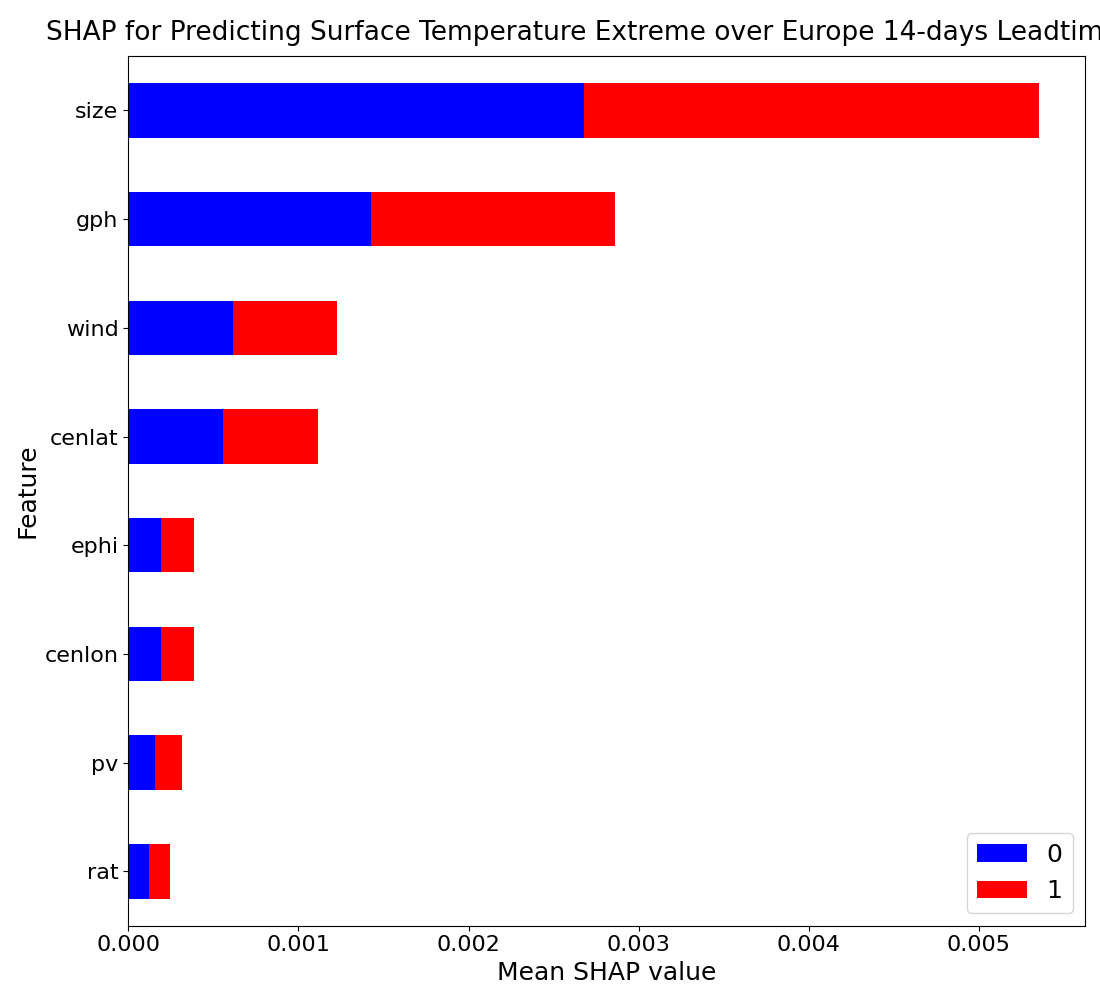 SHAP for Predicting Surface Temperature Extreme over Europe 14-days Leadtim
size
gph
wind
cenlat
ephi
cenlon
pv
rat
Feature
0
1
0.000 0.001 0.002 0.003 0.004 0.005
Mean SHAP value